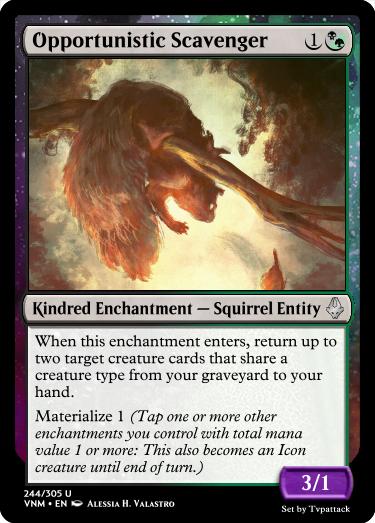 Opportunistic Scavenger 1
Kindred Enchantment — Squirrel Entity
When this enchantment enters, return up to
two target creature cards that share a
creature type from your graveyard to your
hand.
Materialize 1 (Tap one or more other
enchantments you control with total mana
value 1 or more: This also becomes an Icon
creature until end of turn.)
3/1
244/305 U
VNM • EN Alessia H. Valastro
Set by Tvpattack